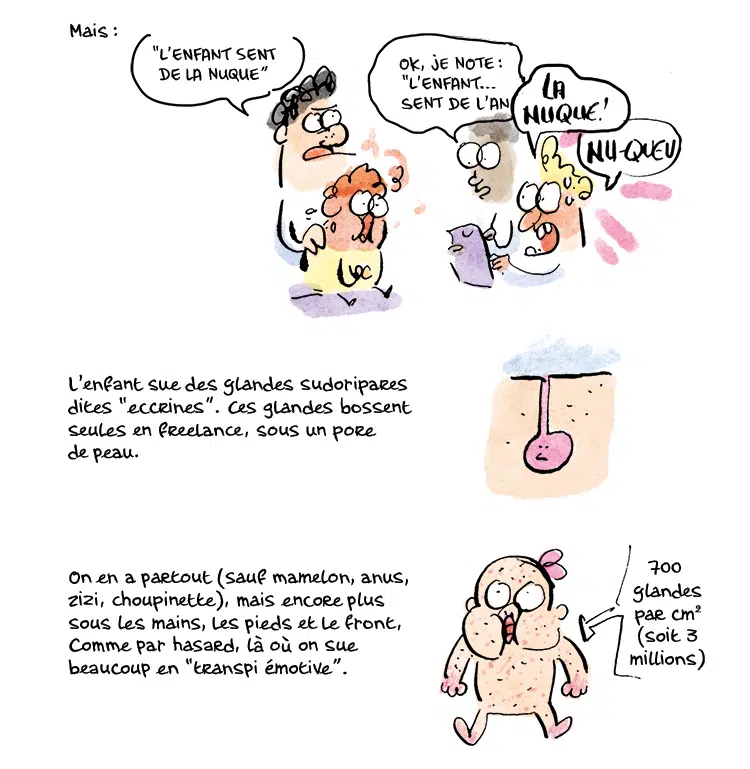 Mais :
"L'ENFANT SENT
DE LA NUQUE"
OK, JE NOTE :
"L'ENFANT...
SENT DE L'AN
LA
NUQUE!
NU-QUEU
L'enfant sue des glandes sudoripares
dites "eccrines". Ces glandes bossent
seules en freelance, sous un pore
de peau.
On en a partout (sauf mamelon, anus,
zizi, choupinette), mais encore plus
sous les mains, les pieds et le front,
Comme par hasard, là où on sue
beaucoup en "transpi émotive".
700
glandes
par cm²
(soit 3
millions)